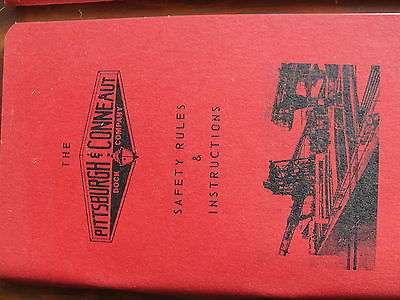 THE
PITTSBURGH & CONNEAUT
DOCK COMPANY
SAFETY RULES
&
INSTRUCTIONS